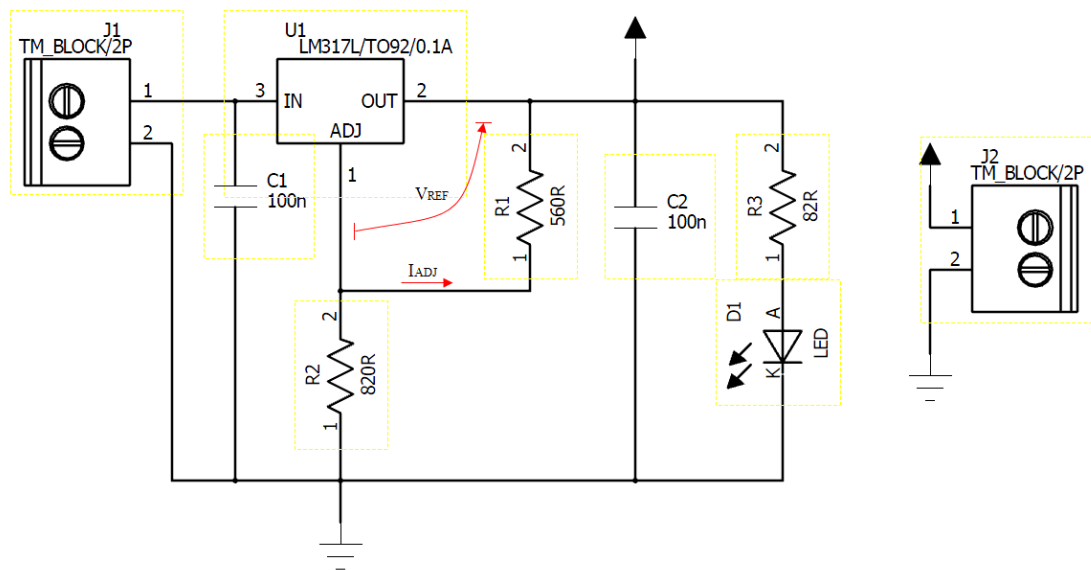 J1
TM_BLOCK/2P
1
2
U1
LM317L/TO92/0.1A
3
IN
OUT
2
ADJ
1
C1
100n
VREF
IADJ
2
R1
560R
1
2
R2
820R
1
C2
100n
2
R3
82R
1
D1
A
LED
K
J2
TM_BLOCK/2P
1
2